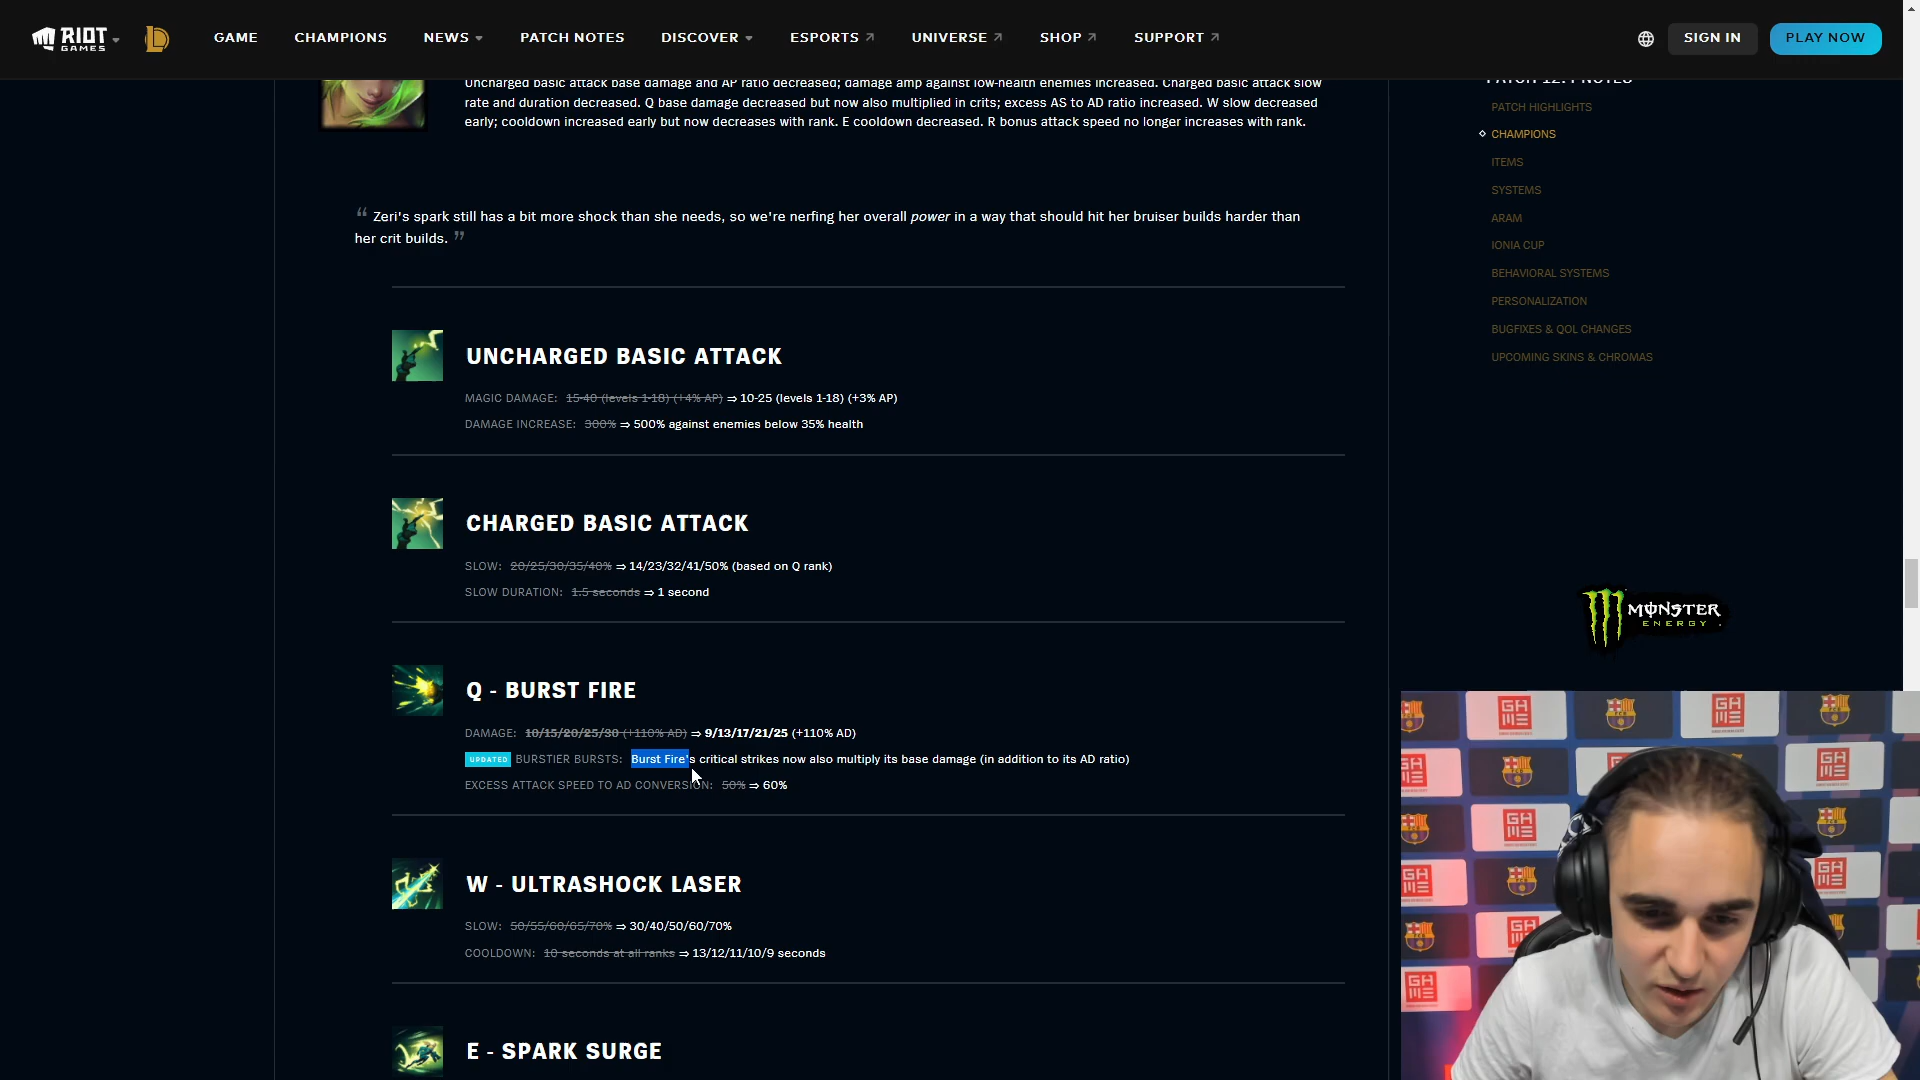 RIOT GAMES
GAME CHAMPIONS NEWS PATCH NOTES DISCOVER ESPORTS UNIVERSE SHOP SUPPORT SIGN IN PLAY NOW
Uncharged basic attack base damage and AP ratio decreased; damage amp against low-health enemies increased. Charged basic attack slow
rate and duration decreased. Q base damage decreased but now also multiplied in crits; excess AS to AD ratio increased. W slow decreased
early; cooldown increased early but now decreases with rank. E cooldown decreased. R bonus attack speed no longer increases with rank.
“ Zeri's spark still has a bit more shock than she needs, so we're nerfing her overall power in a way that should hit her bruiser builds harder than
her crit builds. ”
UNCHARGED BASIC ATTACK
MAGIC DAMAGE: 15-40 (levels 1-18) (+4% AP) ⇒ 10-25 (levels 1-18) (+3% AP)
DAMAGE INCREASE: 300% ⇒ 500% against enemies below 35% health
CHARGED BASIC ATTACK
SLOW: 20/25/30/35/40% ⇒ 14/23/32/41/50% (based on Q rank)
SLOW DURATION: 1.5 seconds ⇒ 1 second
Q - BURST FIRE
DAMAGE: 10/15/20/25/30 (+110% AD) ⇒ 9/13/17/21/25 (+110% AD)
UPDATED BURSTIER BURSTS: Burst Fire's critical strikes now also multiply its base damage (in addition to its AD ratio)
EXCESS ATTACK SPEED TO AD CONVERSION: 50% ⇒ 60%
W - ULTRASHOCK LASER
SLOW: 50/55/60/65/70% ⇒ 30/40/50/60/70%
COOLDOWN: 10 seconds at all ranks ⇒ 13/12/11/10/9 seconds
E - SPARK SURGE
PATCH HIGHLIGHTS
CHAMPIONS
ITEMS
SYSTEMS
ARAM
IONIA CUP
BEHAVIORAL SYSTEMS
PERSONALIZATION
BUGFIXES & QOL CHANGES
UPCOMING SKINS & CHROMAS
MONSTER
ENERGY
GAME
GAME
GAME
GAME
GAME
GAME
GAME
GAME